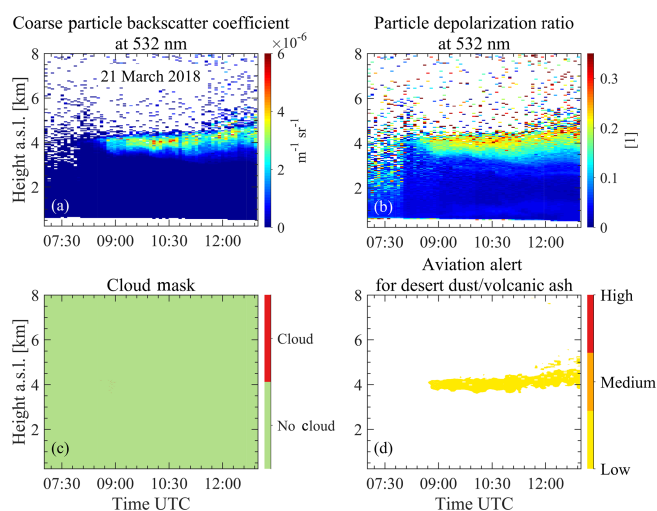 Coarse particle backscatter coefficient
at 532 nm
×10⁻⁶
Particle depolarization ratio
at 532 nm
21 March 2018
8
6
4
2
Height a.s.l. [km]
(a)
07:30 09:00 10:30 12:00
6
4
2
0
m⁻¹ sr⁻¹
8
6
4
2
(b)
07:30 09:00 10:30 12:00
0.3
0.2
0.1
0
[1]
Cloud mask
8
6
4
2
Height a.s.l. [km]
(c)
07:30 09:00 10:30 12:00
Time UTC
Cloud
No cloud
Aviation alert
for desert dust/volcanic ash
8
6
4
2
(d)
07:30 09:00 10:30 12:00
Time UTC
High
Medium
Low